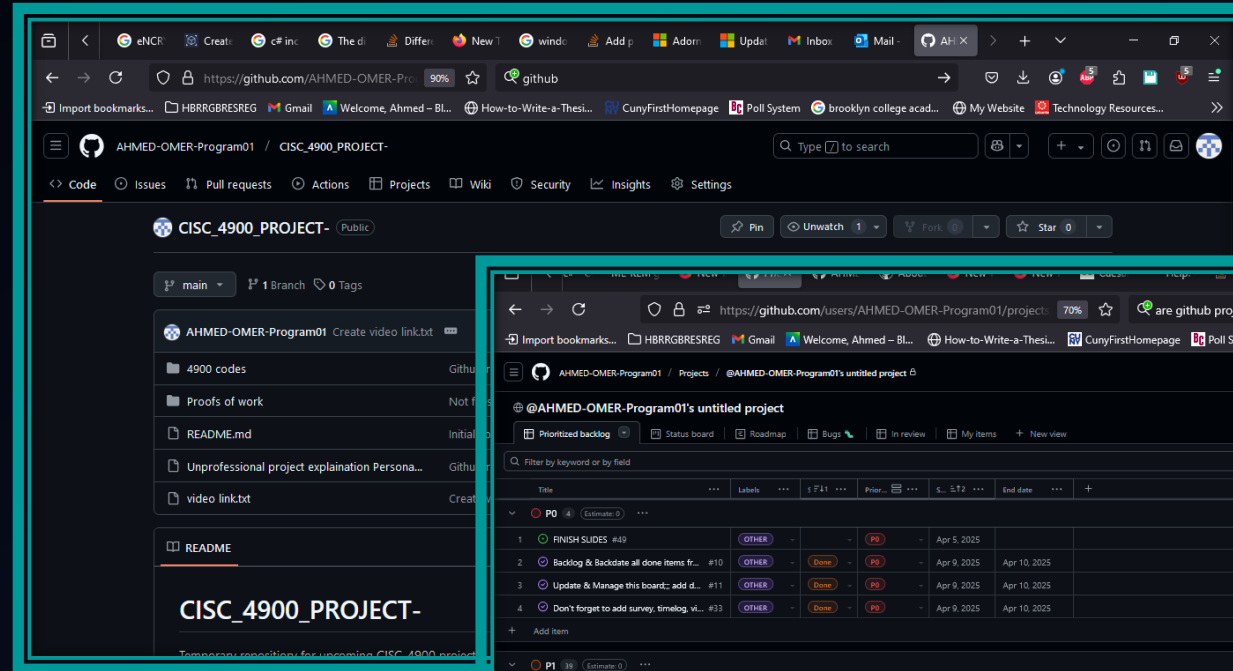 eNCR
Create
c# inc
The di
Differe
New T
windo
Add p
Adorn
Updat
Inbox
Mail -
AH
https://github.com/AHMED-OMER-Pro
90%
github
Import bookmarks...
HBRRGBRESREG
Gmail
Welcome, Ahmed – Bl...
How-to-Write-a-Thesi...
CunyFirstHomepage
Poll System
brooklyn college acad...
My Website
Technology Resources...
AHMED-OMER-Program01 / CISC_4900_PROJECT-
Type / to search
Code
Issues
Pull requests
Actions
Projects
Wiki
Security
Insights
Settings
CISC_4900_PROJECT- Public
Pin
Unwatch 1
Fork 0
Star 0
main
1 Branch
0 Tags
AHMED-OMER-Program01 Create video link.txt
4900 codes
Proofs of work
README.md
Unprofessional project explaination Persona...
video link.txt
README
CISC_4900_PROJECT-
Temporary repositiory for upcoming CISC_4900 project
https://github.com/users/AHMED-OMER-Program01/projects
70%
are github proj
Import bookmarks...
HBRRGBRESREG
Gmail
Welcome, Ahmed – Bl...
How-to-Write-a-Thesi...
CunyFirstHomepage
Poll S
AHMED-OMER-Program01 / Projects / @AHMED-OMER-Program01's untitled project
@AHMED-OMER-Program01's untitled project
Prioritized backlog
Status board
Roadmap
Bugs
In review
My items
+ New view
Filter by keyword or by field
Title ... Labels ... Prior... ... S... ... End date ... +
P0 4 Estimate: 0 ...
1 FINISH SLIDES #49 OTHER P0 Apr 5, 2025
2 Backlog & Backdate all done items fr... #10 OTHER Done P0 Apr 9, 2025 Apr 10, 2025
3 Update & Manage this board;; add d... #11 OTHER Done P0 Apr 9, 2025 Apr 10, 2025
4 Don't forget to add survey, timelog, vi... #33 OTHER Done P0 Apr 9, 2025 Apr 10, 2025
+ Add item
P1 39 Estimate: 0 ...